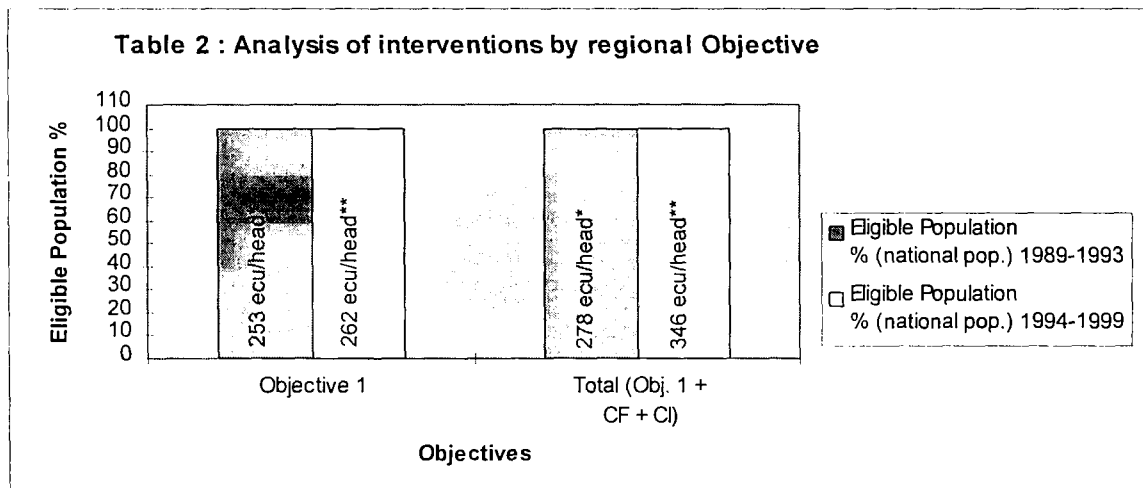 Table 2 : Analysis of interventions by regional Objective
Eligible Population %
110
100
90
80
70
60
50
40
30
20
10
0
253 ecu/head
262 ecu/head**
278 ecu/head*
346 ecu/head**
Objective 1
Total (Obj. 1 +
CF + CI)
Objectives
Eligible Population
% (national pop.) 1989-1993
Eligible Population
% (national pop.) 1994-1999